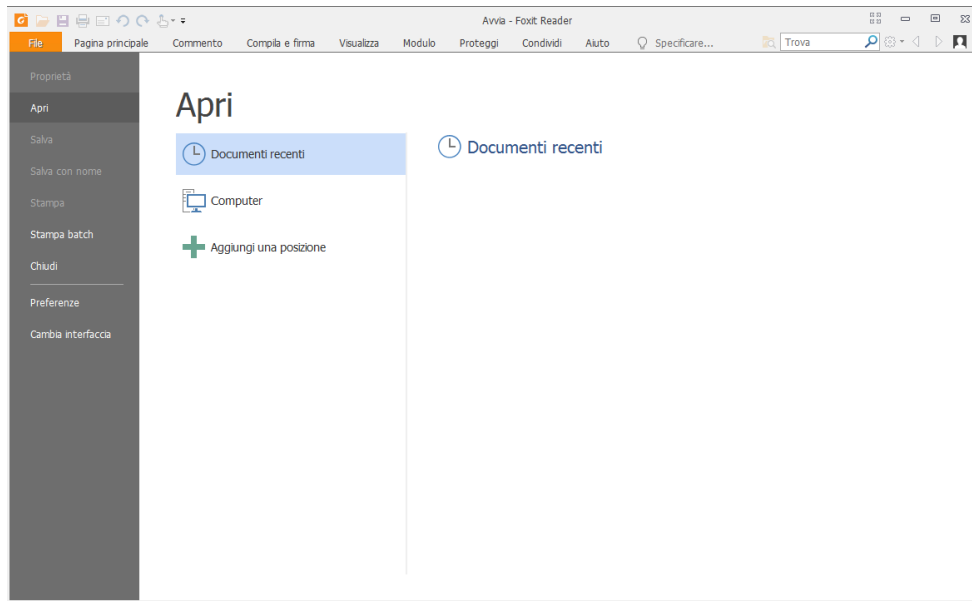 Avvia - Foxit Reader
File Pagina principale Commento Compila e firma Visualizza Modulo Proteggi Condividi Aiuto Specificare... Trova
Proprietà
Apri
Salva
Salva con nome
Stampa
Stampa batch
Chiudi
Preferenze
Cambia interfaccia
Apri
Documenti recenti
Computer
Aggiungi una posizione
Documenti recenti